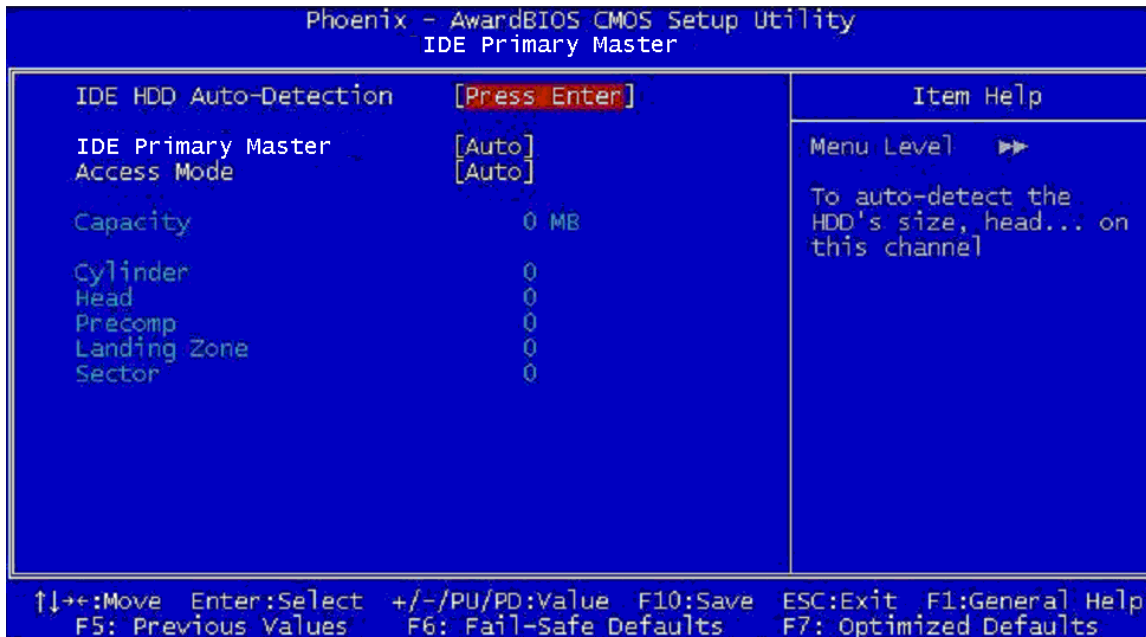 Phoenix - AwardBIOS CMOS Setup Utility
IDE Primary Master
IDE HDD Auto-Detection [Press Enter]
IDE Primary Master [Auto]
Access Mode [Auto]
Capacity 0 MB
Cylinder 0
Head 0
Precomp 0
Landing Zone 0
Sector 0
Item Help
Menu Level ▶▶
To auto-detect the
HDD's size, head... on
this channel
↑↓→←:Move Enter:Select +/-/PU/PD:Value F10:Save ESC:Exit F1:General Help
F5: Previous Values F6: Fail-Safe Defaults F7: Optimized Defaults